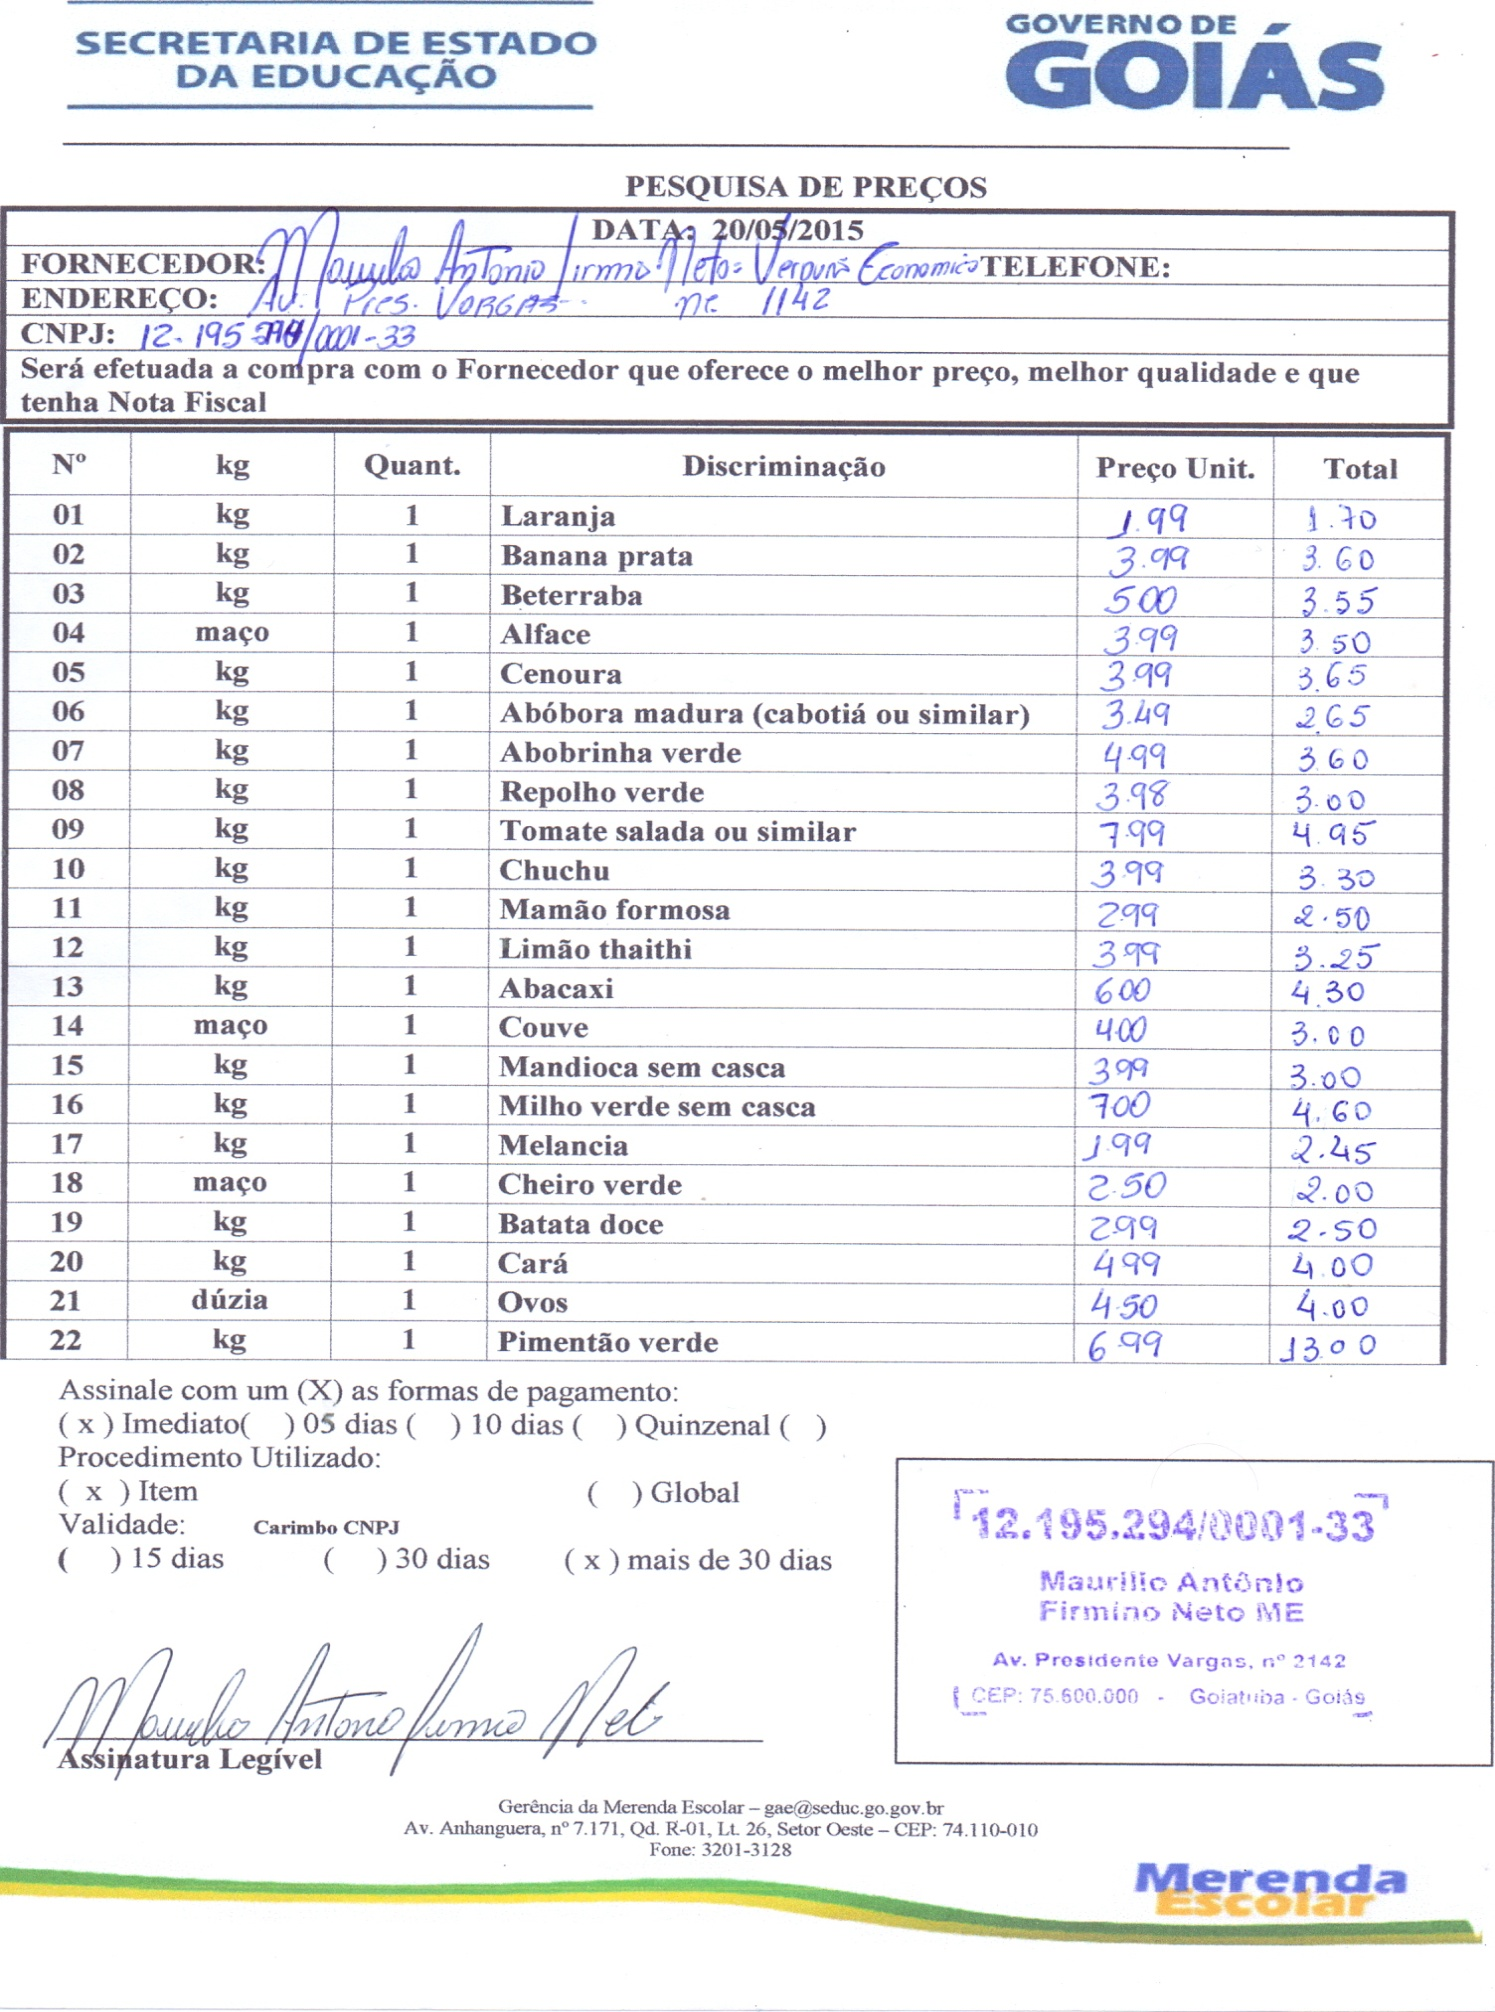 SECRETARIA DE ESTADO
DA EDUCAÇÃO
GOVERNO DE
GOIÁS
PESQUISA DE PREÇOS
DATA: 20/05/2015
FORNECEDOR: Maurilio Antonio Firmino Neto= Verdurão Economico TELEFONE:
ENDEREÇO: Av. Pres. VARGAS nº 1142
CNPJ: 12.195 294/0001-33
Será efetuada a compra com o Fornecedor que oferece o melhor preço, melhor qualidade e que
tenha Nota Fiscal
Nº kg Quant. Discriminação Preço Unit. Total
01 kg 1 Laranja 1.99 1.70
02 kg 1 Banana prata 3.99 3.60
03 kg 1 Beterraba 500 3.55
04 maço 1 Alface 3.99 3.50
05 kg 1 Cenoura 3.99 3.65
06 kg 1 Abóbora madura (cabotiá ou similar) 3.49 2.65
07 kg 1 Abobrinha verde 4.99 3.60
08 kg 1 Repolho verde 3.98 3.00
09 kg 1 Tomate salada ou similar 7.99 4.95
10 kg 1 Chuchu 3.99 3.30
11 kg 1 Mamão formosa 2.99 2.50
12 kg 1 Limão thaithi 3.99 3.25
13 kg 1 Abacaxi 600 4.30
14 maço 1 Couve 4.00 3.00
15 kg 1 Mandioca sem casca 3.99 3.00
16 kg 1 Milho verde sem casca 700 4.60
17 kg 1 Melancia 1.99 2.45
18 maço 1 Cheiro verde 2.50 2.00
19 kg 1 Batata doce 2.99 2.50
20 kg 1 Cará 4.99 4.00
21 dúzia 1 Ovos 4.50 4.00
22 kg 1 Pimentão verde 6.99 13.00
Assinale com um (X) as formas de pagamento:
( x ) Imediato( ) 05 dias ( ) 10 dias ( ) Quinzenal ( )
Procedimento Utilizado:
( x ) Item ( ) Global
Validade: Carimbo CNPJ
( ) 15 dias ( ) 30 dias ( x ) mais de 30 dias
12.195.294/0001-33
Maurilio Antônio
Firmino Neto ME
Av. Presidente Vargas, nº 2142
CEP: 75.600.000 - Goiatuba - Goiás
Maurilio Antonio Firmino Neto
Assinatura Legível
Gerência da Merenda Escolar – gae@seduc.go.gov.br
Av. Anhanguera, nº 7.171, Qd. R-01, Lt. 26, Setor Oeste – CEP: 74.110-010
Fone: 3201-3128
Merenda
Escolar